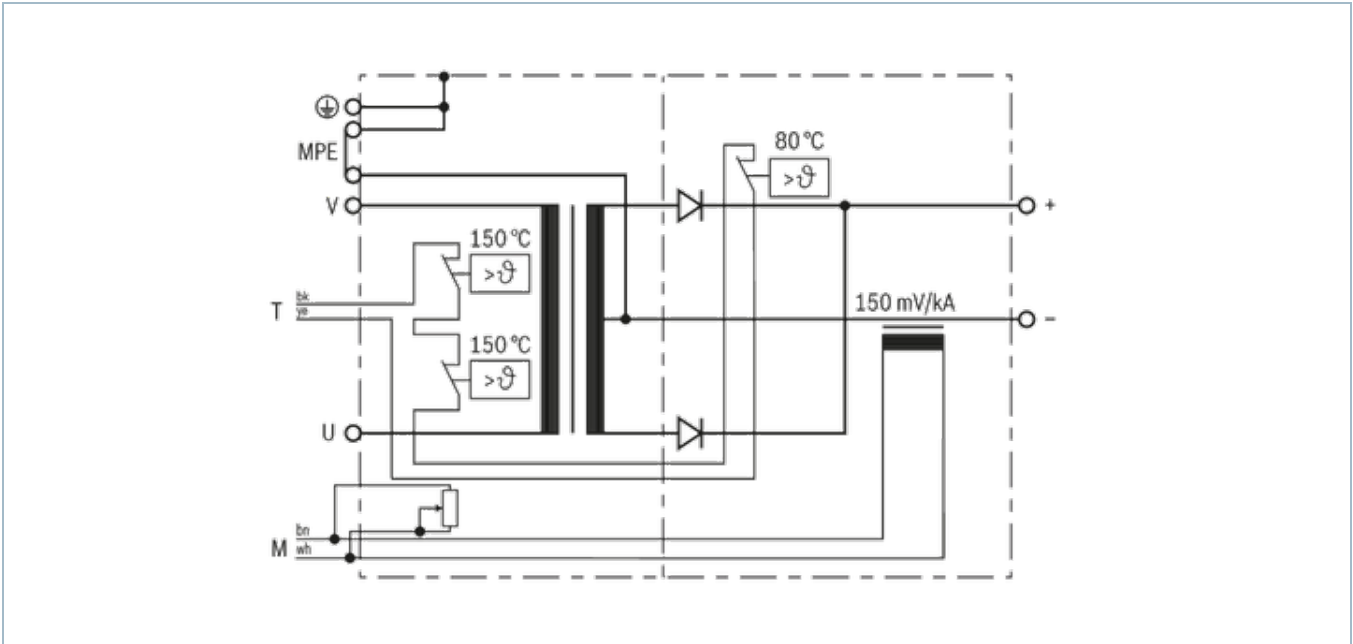 MPE
80 °C
>ϑ
V
+
150 °C
>ϑ
T
bk
ye
150 mV/kA
−
150 °C
>ϑ
U
M
bn
wh